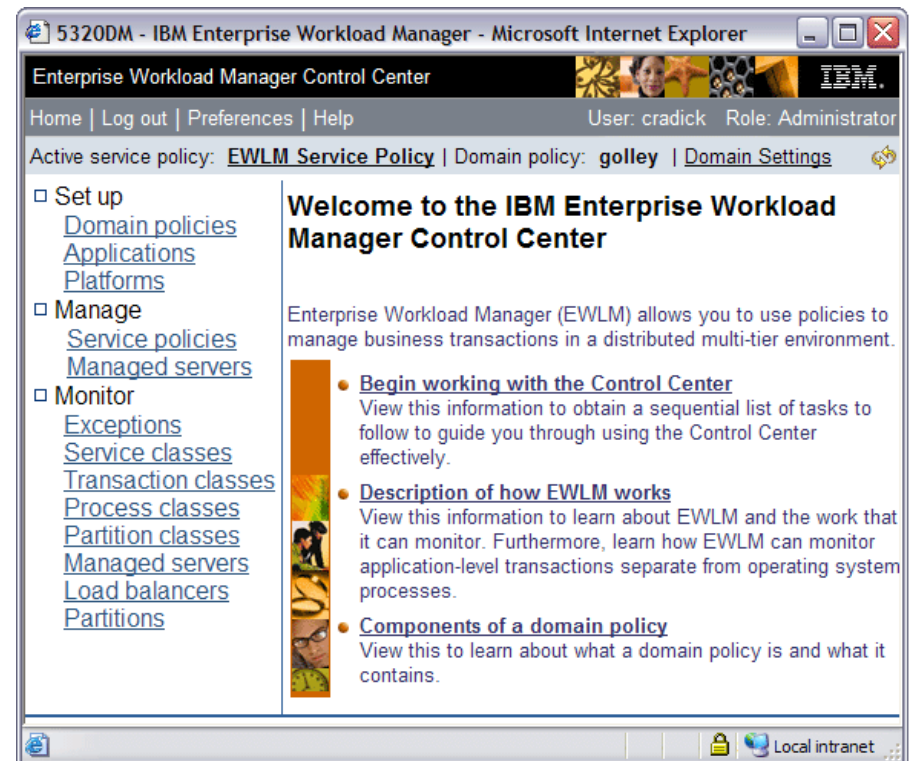 5320DM - IBM Enterprise Workload Manager - Microsoft Internet Explorer
Enterprise Workload Manager Control Center
IBM.
Home | Log out | Preferences | Help
User: cradick Role: Administrator
Active service policy: EWLM Service Policy | Domain policy: golley | Domain Settings
Set up
Domain policies
Applications
Platforms
Manage
Service policies
Managed servers
Monitor
Exceptions
Service classes
Transaction classes
Process classes
Partition classes
Managed servers
Load balancers
Partitions
Welcome to the IBM Enterprise Workload
Manager Control Center
Enterprise Workload Manager (EWLM) allows you to use policies to
manage business transactions in a distributed multi-tier environment.
Begin working with the Control Center
View this information to obtain a sequential list of tasks to
follow to guide you through using the Control Center
effectively.
Description of how EWLM works
View this information to learn about EWLM and the work that
it can monitor. Furthermore, learn how EWLM can monitor
application-level transactions separate from operating system
processes.
Components of a domain policy
View this to learn about what a domain policy is and what it
contains.
Local intranet